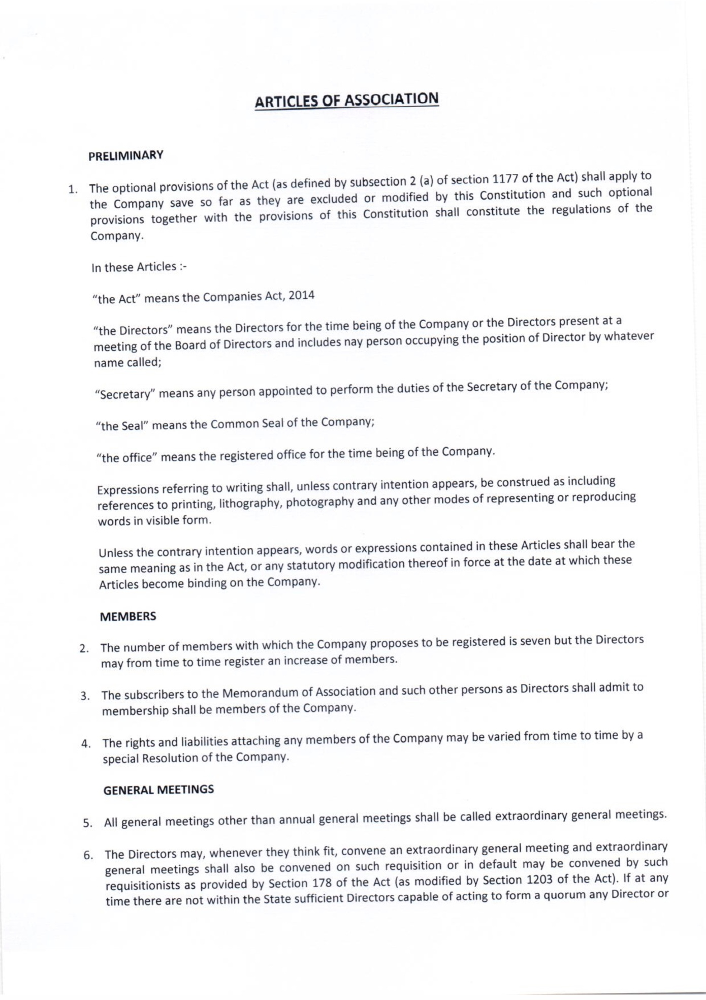 ARTICLES OF ASSOCIATION
PRELIMINARY
1. The optional provisions of the Act (as defined by subsection 2 (a) of section 1177 of the Act) shall apply to
the Company save so far as they are excluded or modified by this Constitution and such optional
provisions together with the provisions of this Constitution shall constitute the regulations of the
Company.
In these Articles :-
“the Act” means the Companies Act, 2014
“the Directors” means the Directors for the time being of the Company or the Directors present at a
meeting of the Board of Directors and includes nay person occupying the position of Director by whatever
name called;
“Secretary” means any person appointed to perform the duties of the Secretary of the Company;
“the Seal” means the Common Seal of the Company;
“the office” means the registered office for the time being of the Company.
Expressions referring to writing shall, unless contrary intention appears, be construed as including
references to printing, lithography, photography and any other modes of representing or reproducing
words in visible form.
Unless the contrary intention appears, words or expressions contained in these Articles shall bear the
same meaning as in the Act, or any statutory modification thereof in force at the date at which these
Articles become binding on the Company.
MEMBERS
2. The number of members with which the Company proposes to be registered is seven but the Directors
may from time to time register an increase of members.
3. The subscribers to the Memorandum of Association and such other persons as Directors shall admit to
membership shall be members of the Company.
4. The rights and liabilities attaching any members of the Company may be varied from time to time by a
special Resolution of the Company.
GENERAL MEETINGS
5. All general meetings other than annual general meetings shall be called extraordinary general meetings.
6. The Directors may, whenever they think fit, convene an extraordinary general meeting and extraordinary
general meetings shall also be convened on such requisition or in default may be convened by such
requisitionists as provided by Section 178 of the Act (as modified by Section 1203 of the Act). If at any
time there are not within the State sufficient Directors capable of acting to form a quorum any Director or